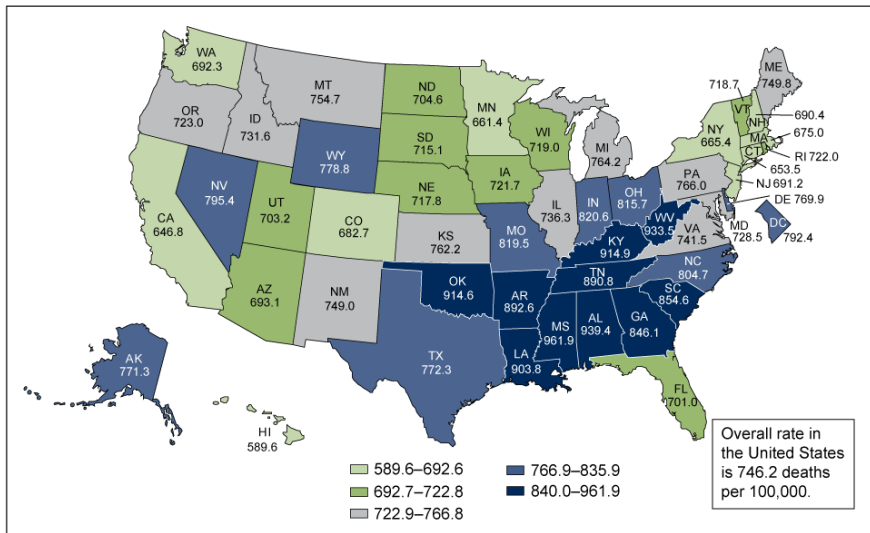 WA
692.3
OR
723.0
ID
731.6
MT
754.7
WY
778.8
NV
795.4
CA
646.8
UT
703.2
CO
682.7
AZ
693.1
NM
749.0
ND
704.6
SD
715.1
NE
717.8
KS
762.2
OK
914.6
TX
772.3
MN
661.4
IA
721.7
MO
819.5
AR
892.6
LA
903.8
WI
719.0
IL
736.3
MI
764.2
IN
820.6
OH
815.7
KY
914.9
TN
890.8
MS
961.9
AL
939.4
GA
846.1
FL
701.0
SC
854.6
NC
804.7
VA
741.5
WV
933.5
PA
766.0
NY
665.4
ME
749.8
718.7
VT
NH
690.4
MA
675.0
CT
653.5
RI 722.0
NJ 691.2
DE 769.9
MD
728.5
DC
792.4
AK
771.3
HI
589.6
589.6–692.6
692.7–722.8
722.9–766.8
766.9–835.9
840.0–961.9
Overall rate in
the United States
is 746.2 deaths
per 100,000.